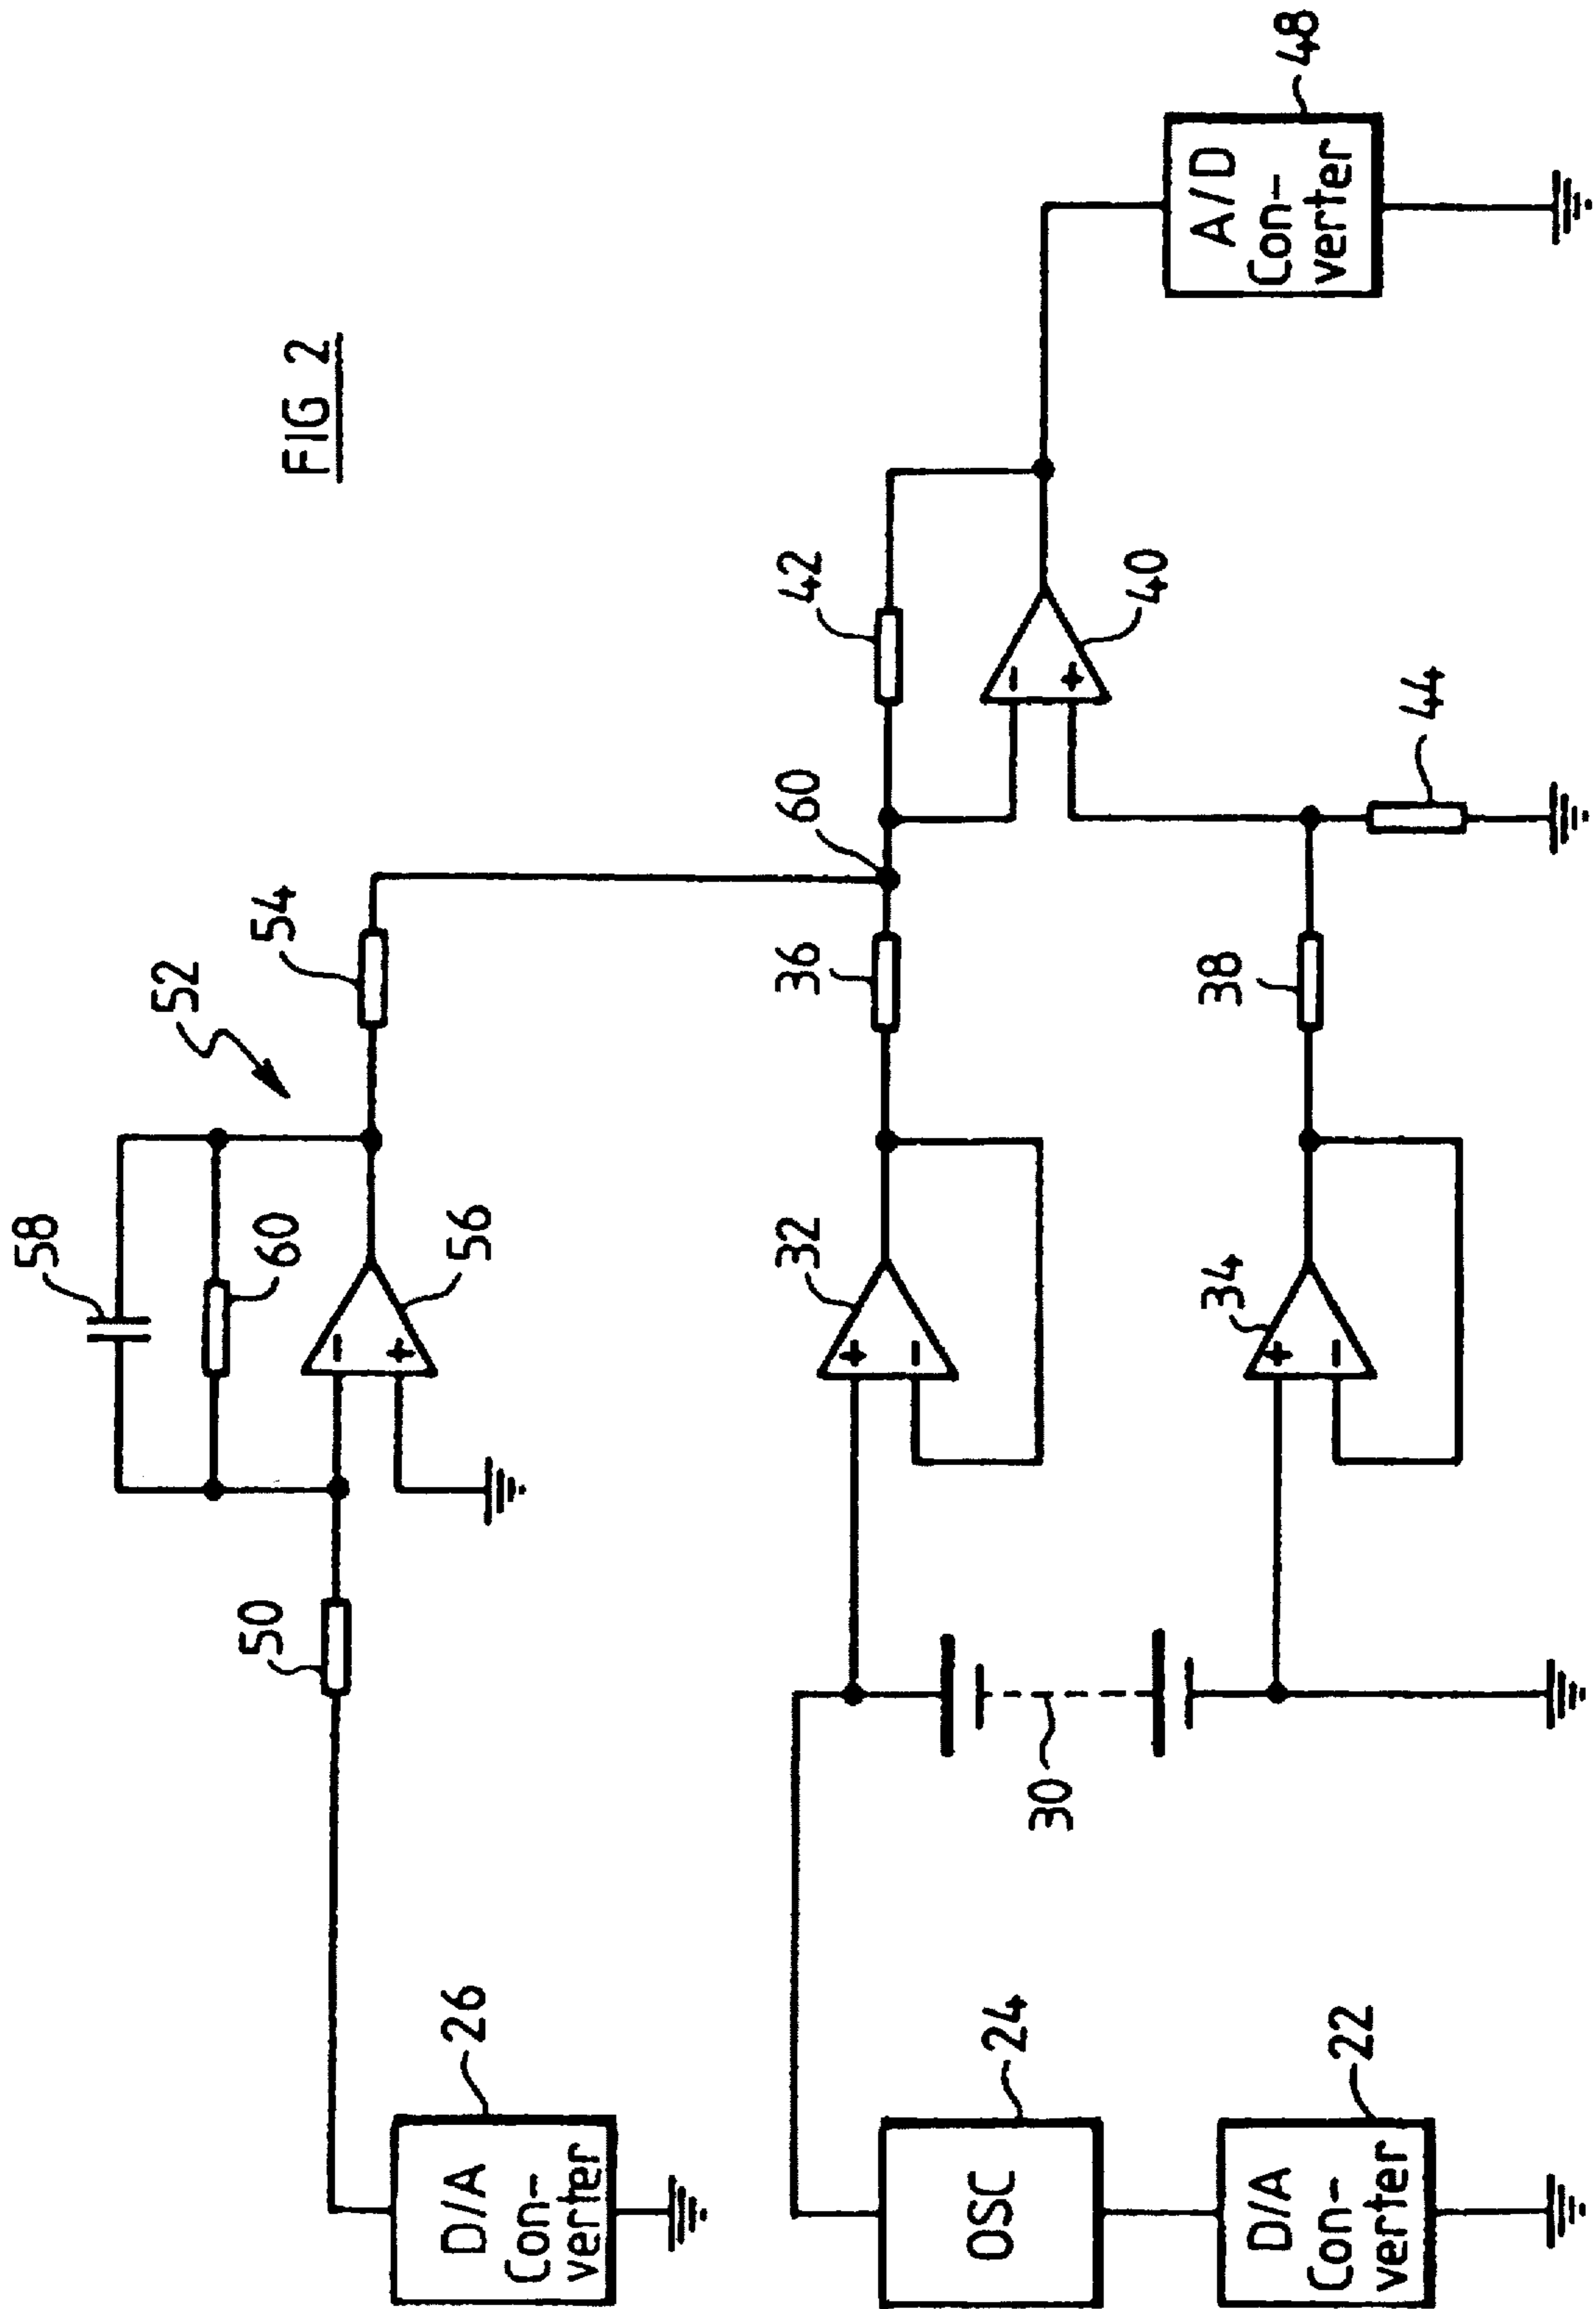 FIG 2
52
58
54
60
50
56
26
D/A
Con-
verter
42
60
36
32
40
24
OSC
30
34
38
44
48
A/D
Con-
verter
22
D/A
Con-
verter
+
-
+
-
+
-
+
-